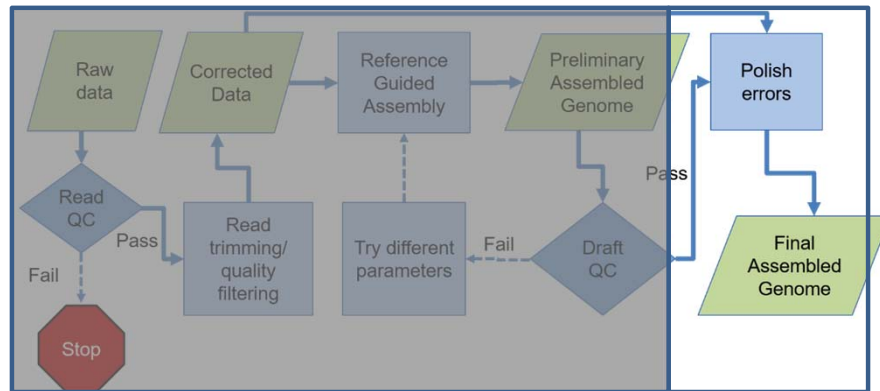 Raw
data
Corrected
Data
Reference
Guided
Assembly
Preliminary
Assembled
Genome
Polish
errors
Read
QC
Pass
Read
trimming/
quality
filtering
Try different
parameters
Fail
Draft
QC
Pass
Final
Assembled
Genome
Fail
Stop